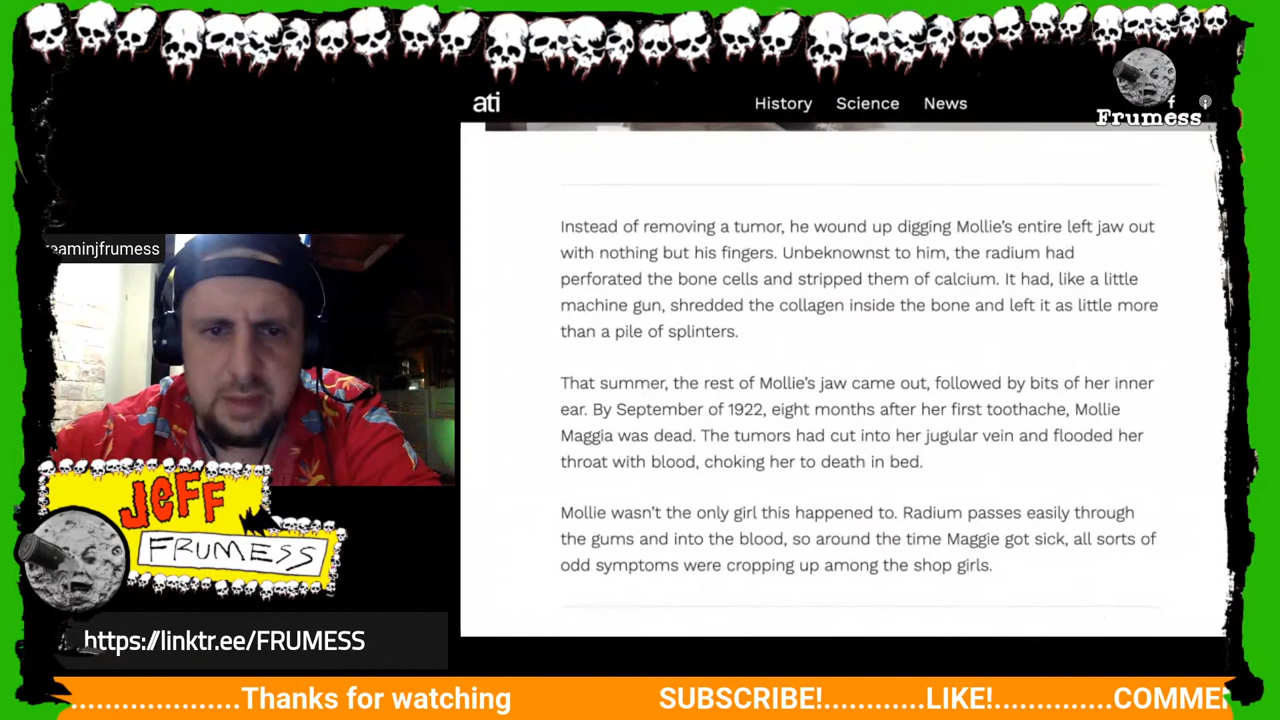 ati
History Science News
f
Frumess
eaminjfrumess
Instead of removing a tumor, he wound up digging Mollie’s entire left jaw out
with nothing but his fingers. Unbeknownst to him, the radium had
perforated the bone cells and stripped them of calcium. It had, like a little
machine gun, shredded the collagen inside the bone and left it as little more
than a pile of splinters.
That summer, the rest of Mollie’s jaw came out, followed by bits of her inner
ear. By September of 1922, eight months after her first toothache, Mollie
Maggia was dead. The tumors had cut into her jugular vein and flooded her
throat with blood, choking her to death in bed.
Mollie wasn’t the only girl this happened to. Radium passes easily through
the gums and into the blood, so around the time Maggie got sick, all sorts of
odd symptoms were cropping up among the shop girls.
JEFF
FRUMESS
https://linktr.ee/FRUMESS
....................Thanks for watching SUBSCRIBE!............LIKE!..............COMME